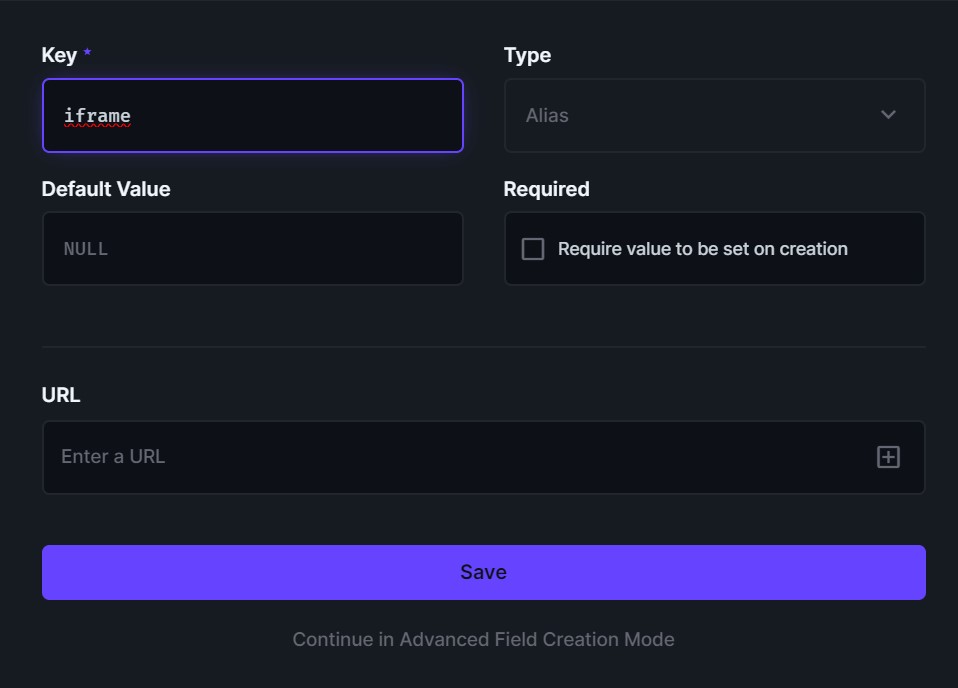 Key *
Type
iframe
Alias
Default Value
Required
NULL
Require value to be set on creation
URL
Enter a URL
Save
Continue in Advanced Field Creation Mode